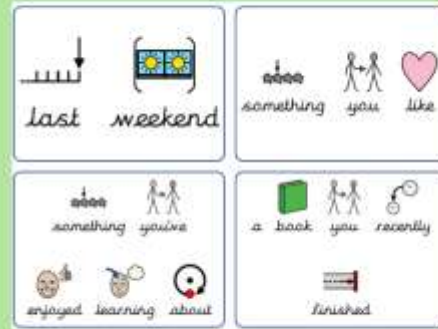 last weekend
something you like
something you've
enjoyed learning about
a book you recently
finished